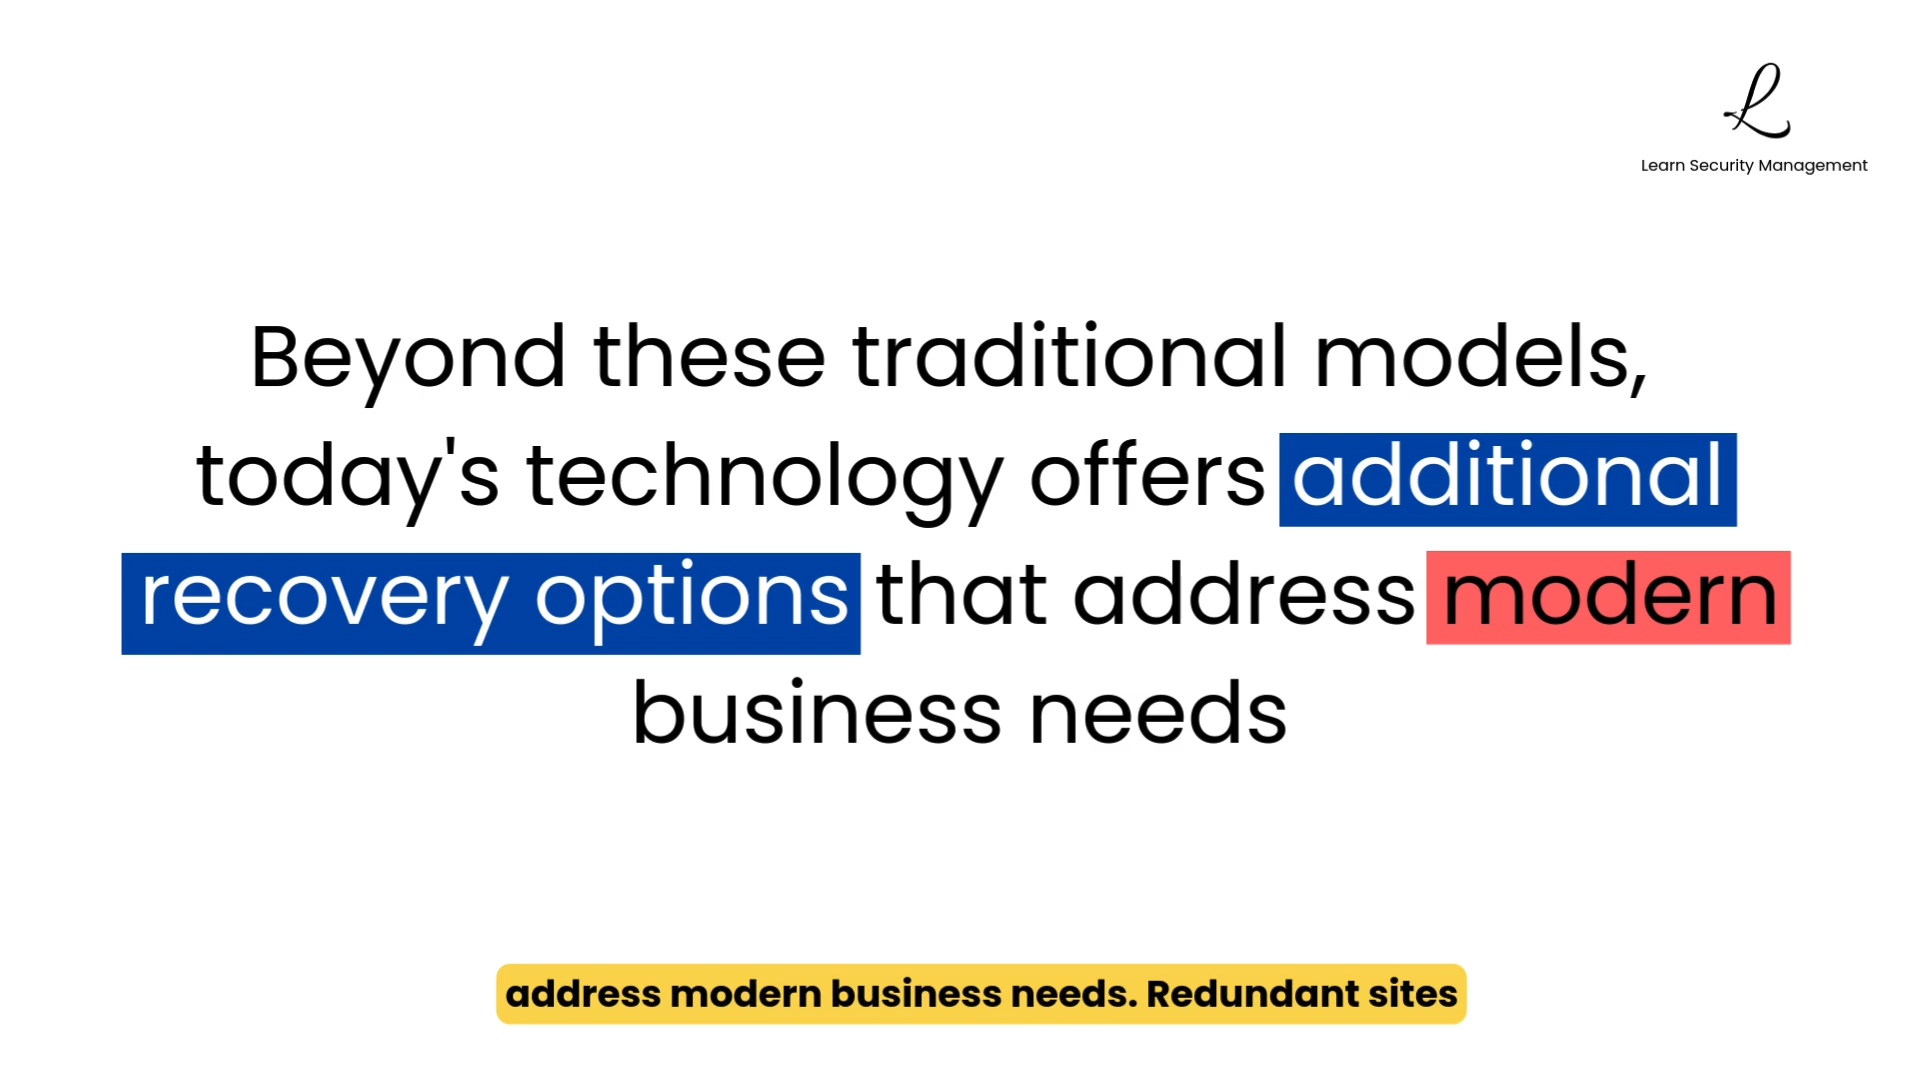 L
Learn Security Management
Beyond these traditional models,
today's technology offers additional
recovery options that address modern
business needs
address modern business needs. Redundant sites